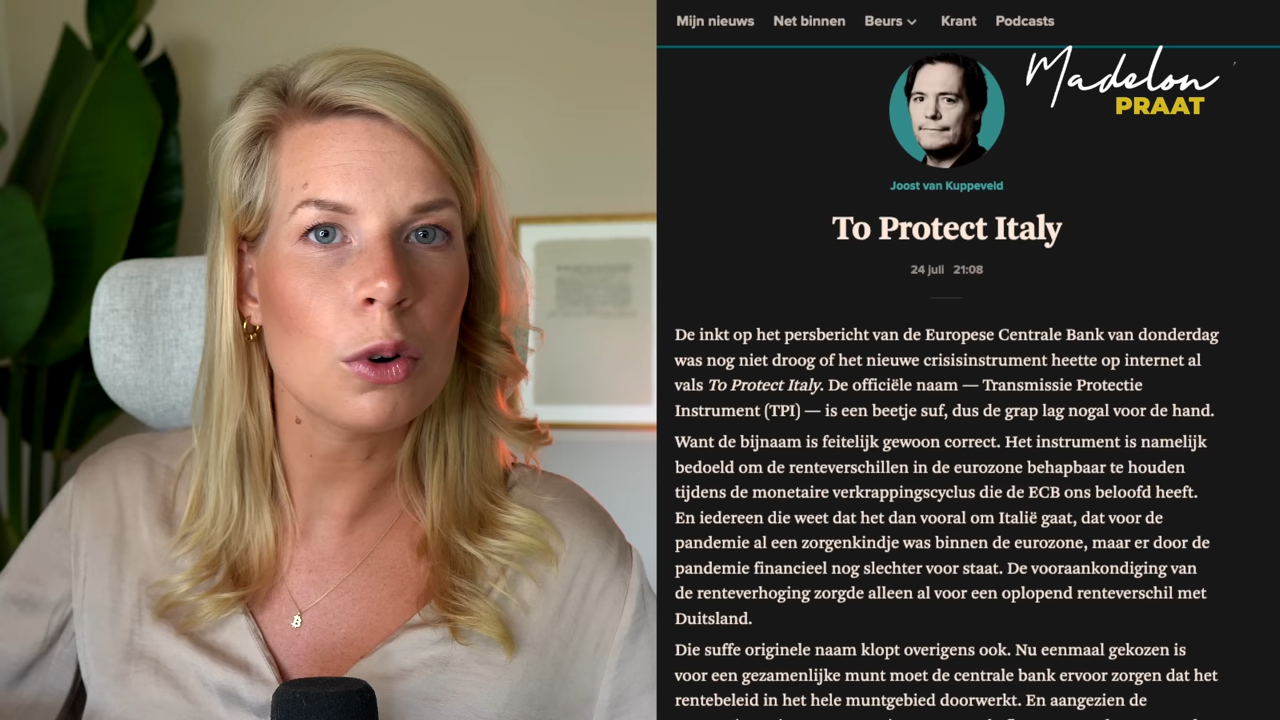 Mijn nieuws Net binnen Beurs Krant Podcasts
Madelon
PRAAT
Joost van Kuppeveld
To Protect Italy
24 juli 21:08
De inkt op het persbericht van de Europese Centrale Bank van donderdag
was nog niet droog of het nieuwe crisisinstrument heette op internet al
vals To Protect Italy. De officiële naam — Transmissie Protectie
Instrument (TPI) — is een beetje suf, dus de grap lag nogal voor de hand.
Want de bijnaam is feitelijk gewoon correct. Het instrument is namelijk
bedoeld om de renteverschillen in de eurozone behapbaar te houden
tijdens de monetaire verkrappingscyclus die de ECB ons beloofd heeft.
En iedereen die weet dat het dan vooral om Italië gaat, dat voor de
pandemie al een zorgenkindje was binnen de eurozone, maar er door de
pandemie financieel nog slechter voor staat. De vooraankondiging van
de renteverhoging zorgde alleen al voor een oplopend renteverschil met
Duitsland.
Die suffe originele naam klopt overigens ook. Nu eenmaal gekozen is
voor een gezamenlijke munt moet de centrale bank ervoor zorgen dat het
rentebeleid in het hele muntgebied doorwerkt. En aangezien de